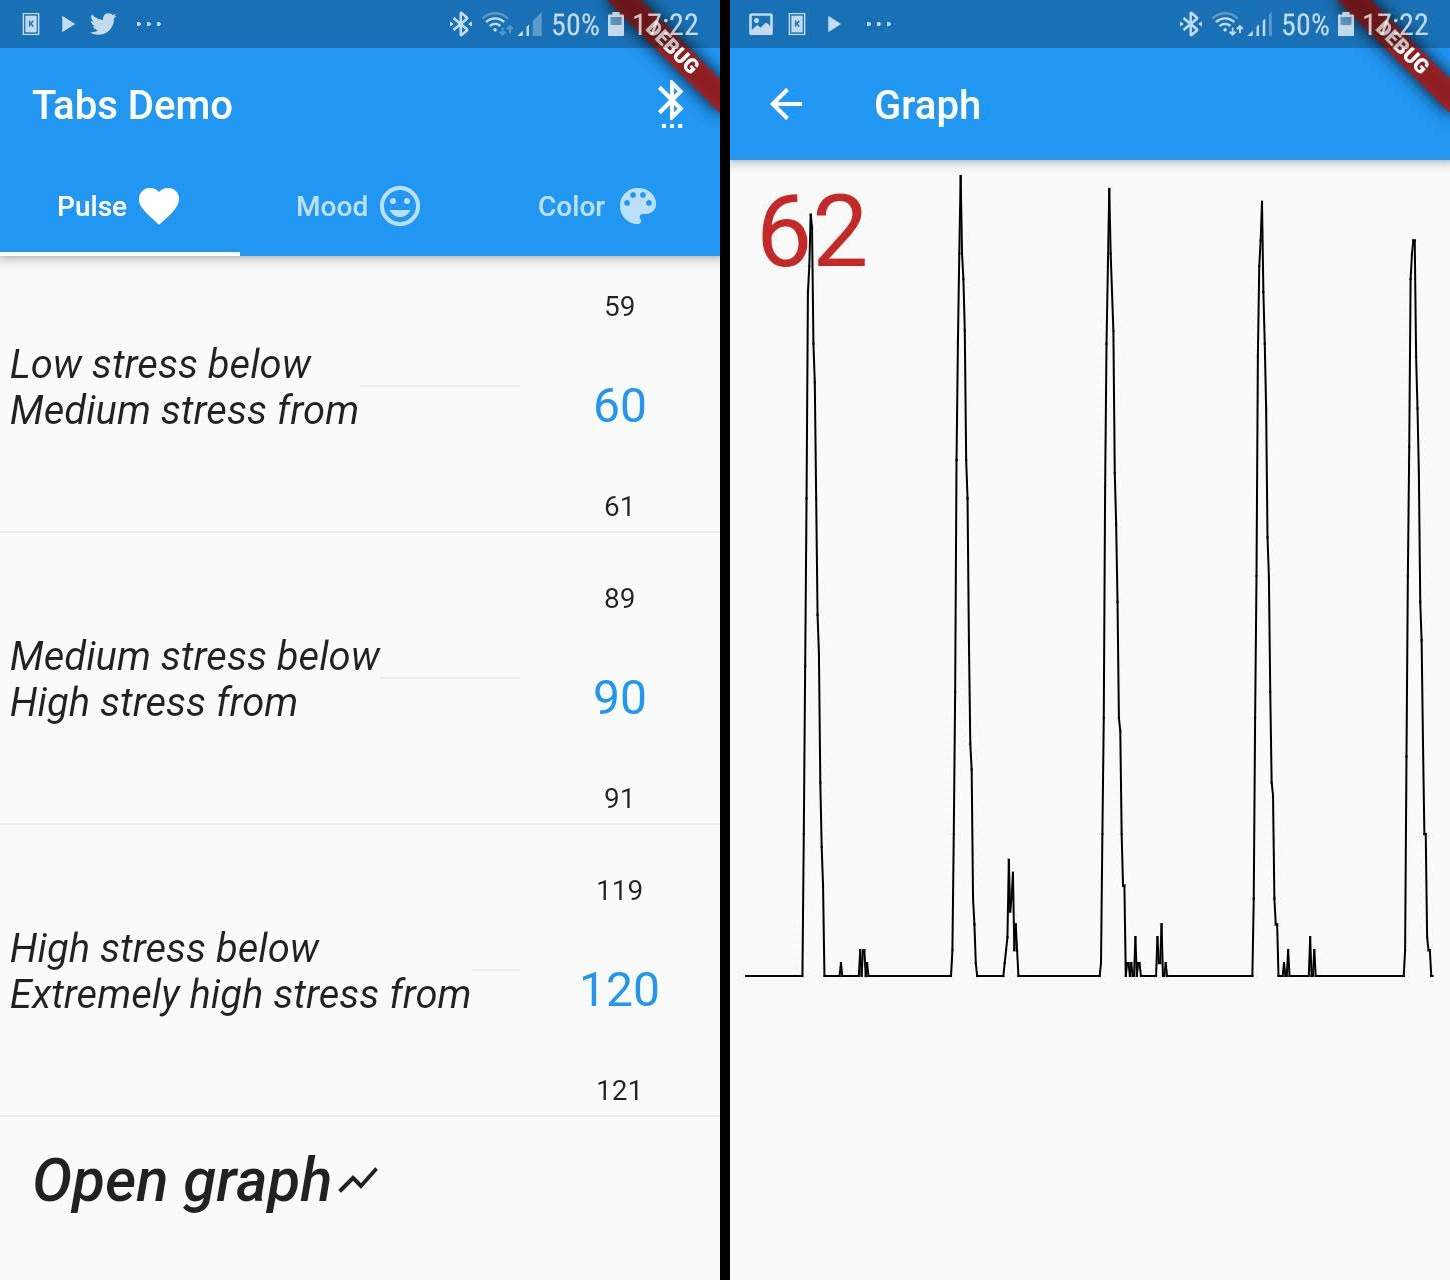 50% 17:22
DEBUG
Tabs Demo
Pulse Mood Color
59
Low stress below
Medium stress from
60
61
89
Medium stress below
High stress from
90
91
119
High stress below
Extremely high stress from
120
121
Open graph
50% 17:22
DEBUG
Graph
62